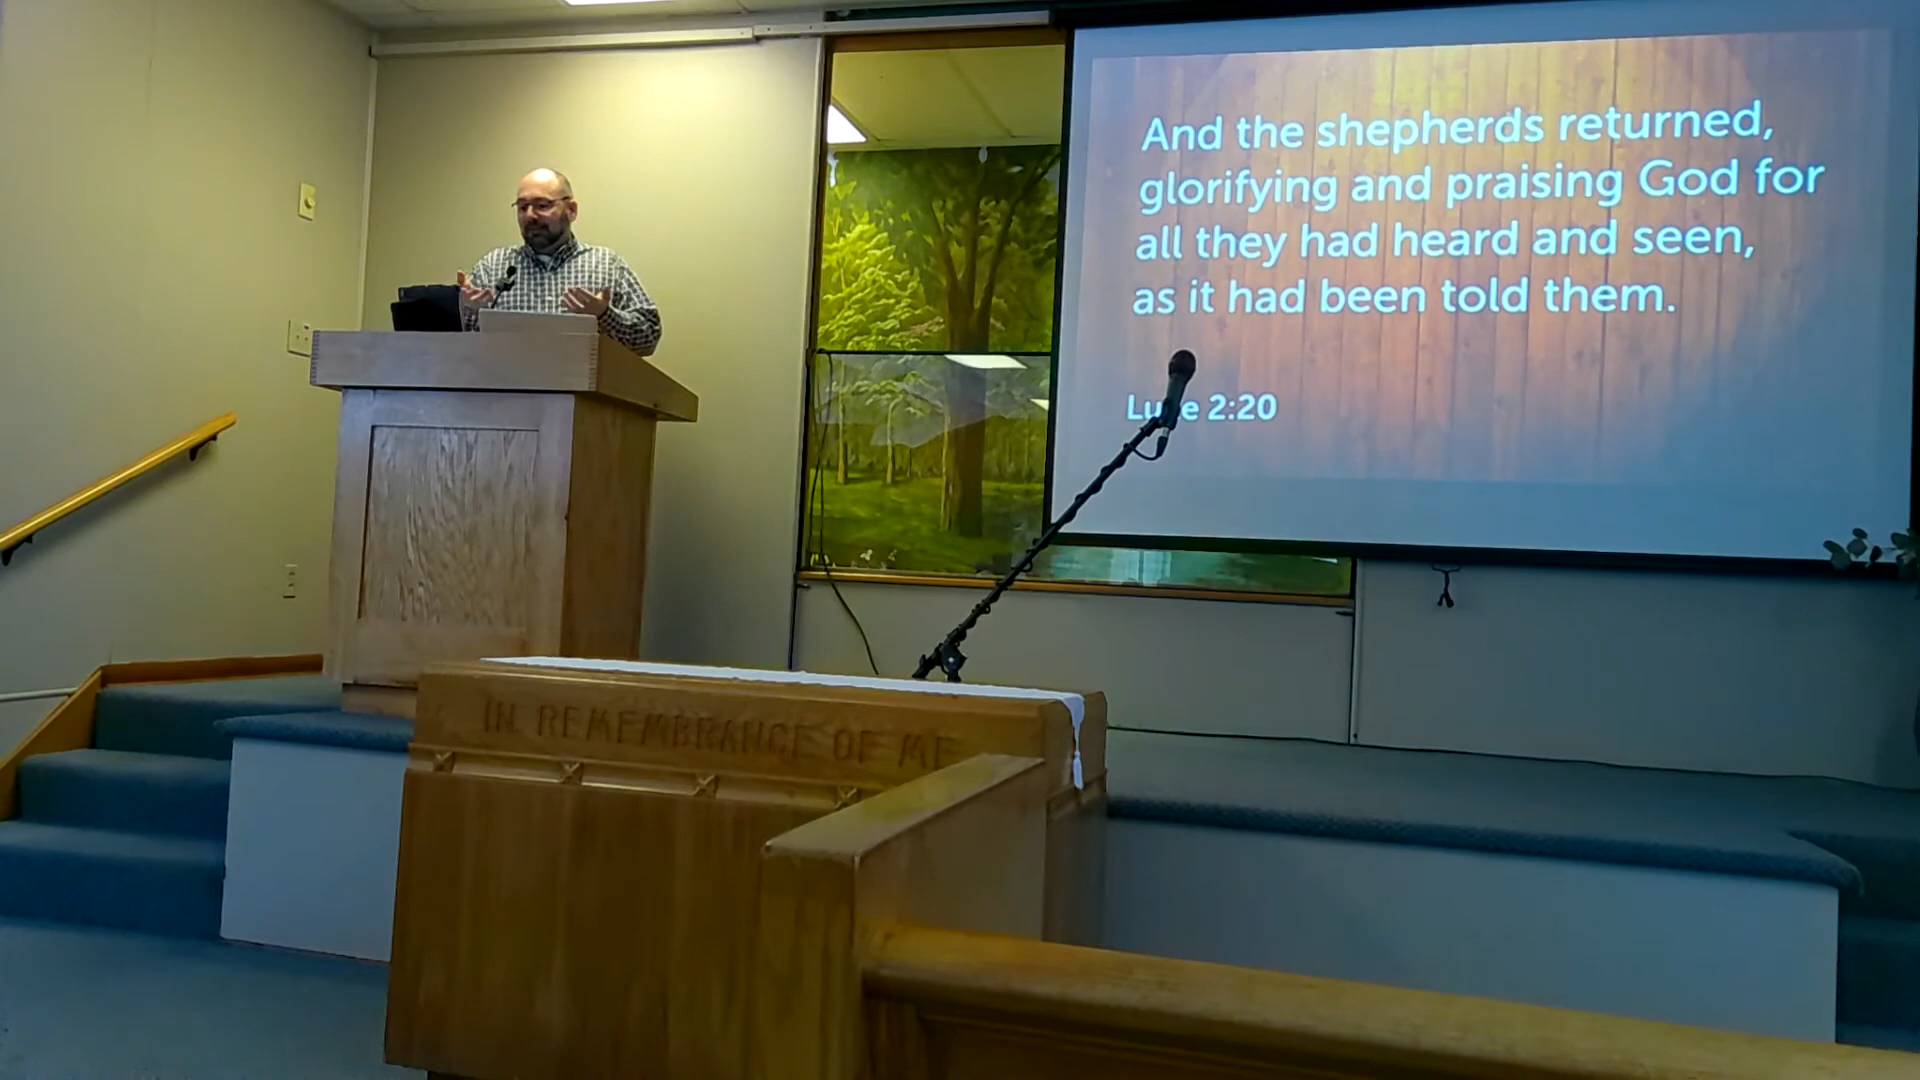 And the shepherds returned,
glorifying and praising God for
all they had heard and seen,
as it had been told them.
Luke 2:20
IN REMEMBRANCE OF ME